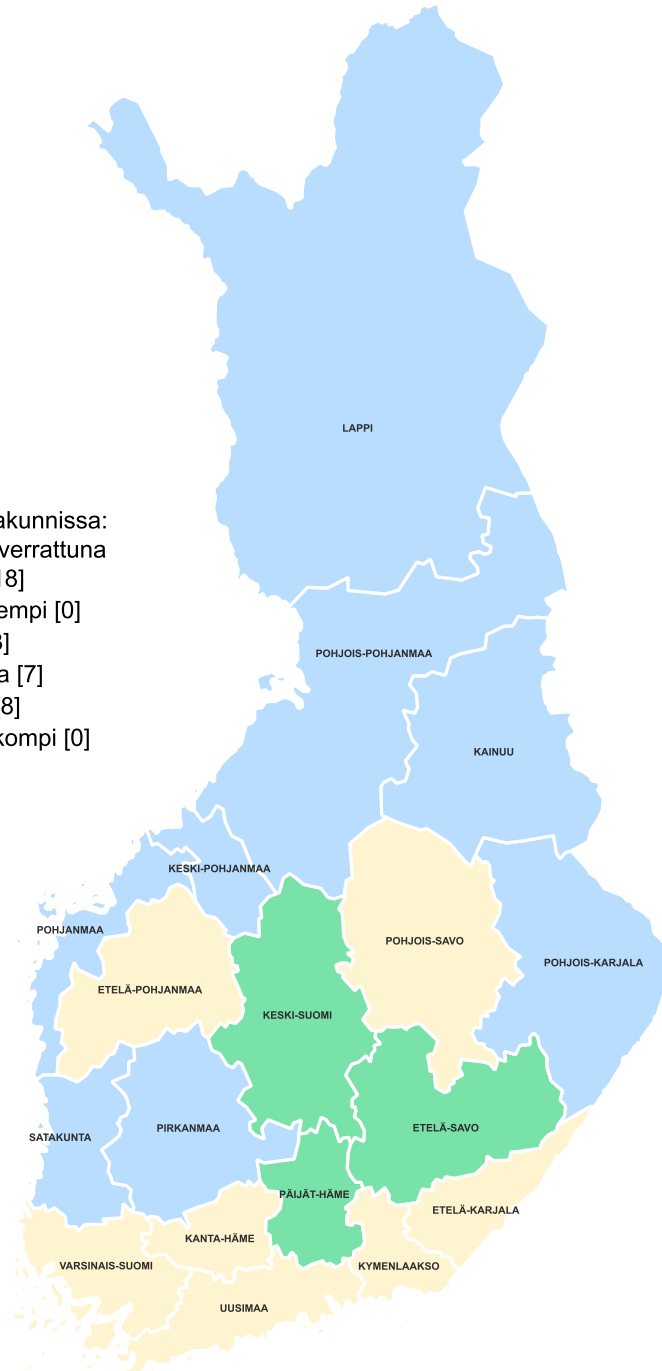 LAPPI
akunnissa:
verrattuna
18]
empi [0]
3]
a [7]
[8]
kompi [0]
POHJOIS-POHJANMAA
KAINUU
KESKI-POHJANMAA
POHJANMAA
POHJOIS-SAVO
POHJOIS-KARJALA
ETELÄ-POHJANMAA
KESKI-SUOMI
SATAKUNTA
PIRKANMAA
ETELÄ-SAVO
PÄIJÄT-HÄME
ETELÄ-KARJALA
KANTA-HÄME
VARSINAIS-SUOMI
KYMENLAAKSO
UUSIMAA